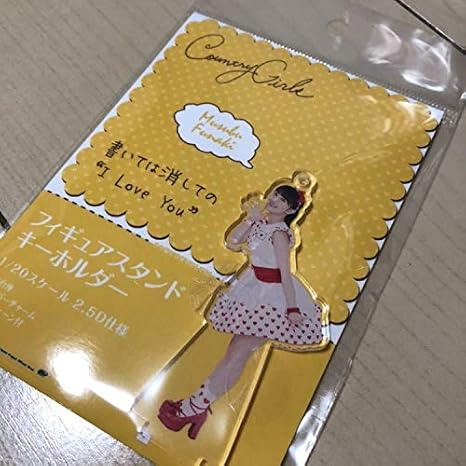 Country Girls
Musubu
Funaki
書いては消しての
"I Love You"
フィギュアスタンド
キーホルダー
1/20スケール 2.5D仕様